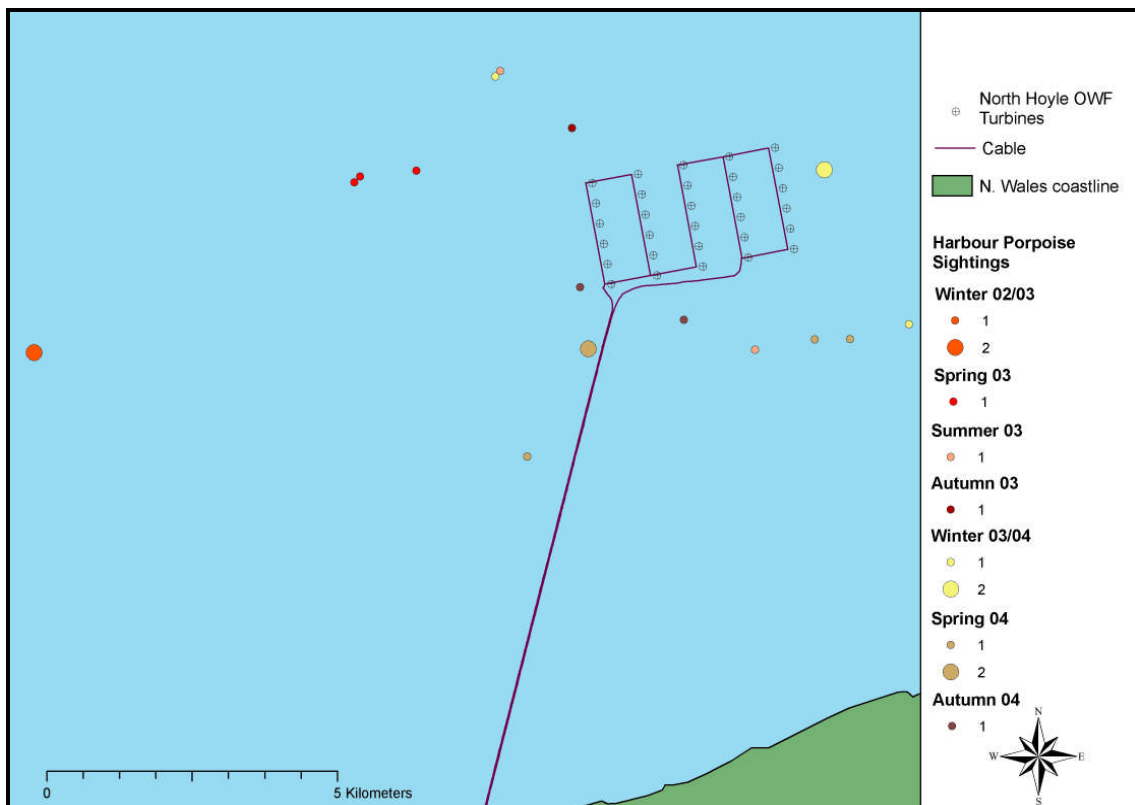 North Hoyle OWF
Turbines
Cable
N. Wales coastline
Harbour Porpoise
Sightings
Winter 02/03
1
2
Spring 03
1
Summer 03
1
Autumn 03
1
Winter 03/04
1
2
Spring 04
1
2
Autumn 04
1
N
W
E
S
0
5 Kilometers